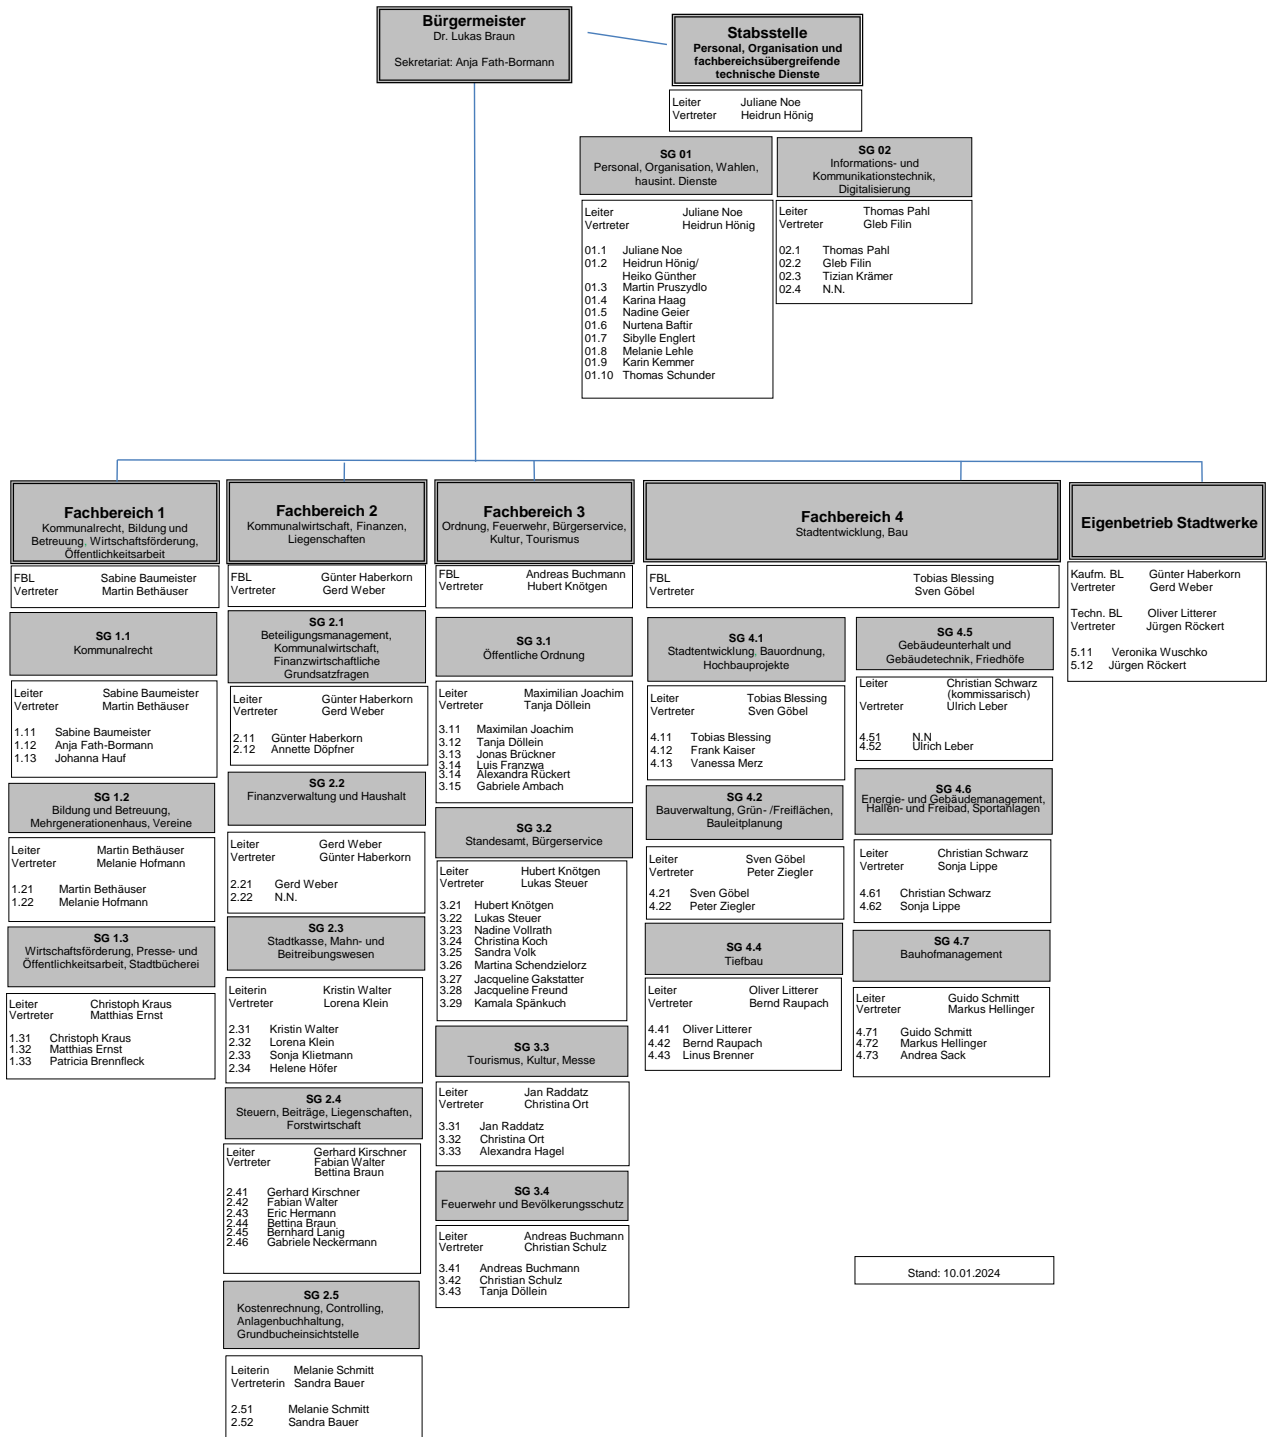 Bürgermeister
Dr. Lukas Braun
Sekretariat: Anja Fath-Bormann
Stabsstelle
Personal, Organisation und
fachbereichsübergreifende
technische Dienste
Leiter Juliane Noe
Vertreter Heidrun Hönig
SG 01
Personal, Organisation, Wahlen,
hausint. Dienste
Leiter Juliane Noe
Vertreter Heidrun Hönig
01.1 Juliane Noe
01.2 Heidrun Hönig/
Heiko Günther
01.3 Martin Pruszydlo
01.4 Karina Haag
01.5 Nadine Geier
01.6 Nurtena Baftir
01.7 Sibylle Englert
01.8 Melanie Lehle
01.9 Karin Kemmer
01.10 Thomas Schunder
SG 02
Informations- und
Kommunikationstechnik,
Digitalisierung
Leiter Thomas Pahl
Vertreter Gleb Filin
02.1 Thomas Pahl
02.2 Gleb Filin
02.3 Tizian Krämer
02.4 N.N.
Fachbereich 1
Kommunalrecht, Bildung und
Betreuung, Wirtschaftsförderung,
Öffentlichkeitsarbeit
FBL Sabine Baumeister
Vertreter Martin Bethäuser
SG 1.1
Kommunalrecht
Leiter Sabine Baumeister
Vertreter Martin Bethäuser
1.11 Sabine Baumeister
1.12 Anja Fath-Bormann
1.13 Johanna Hauf
SG 1.2
Bildung und Betreuung,
Mehrgenerationenhaus, Vereine
Leiter Martin Bethäuser
Vertreter Melanie Hofmann
1.21 Martin Bethäuser
1.22 Melanie Hofmann
SG 1.3
Wirtschaftsförderung, Presse- und
Öffentlichkeitsarbeit, Stadtbücherei
Leiter Christoph Kraus
Vertreter Matthias Ernst
1.31 Christoph Kraus
1.32 Matthias Ernst
1.33 Patricia Brennfleck
Fachbereich 2
Kommunalwirtschaft, Finanzen,
Liegenschaften
FBL Günter Haberkorn
Vertreter Gerd Weber
SG 2.1
Beteiligungsmanagement,
Kommunalwirtschaft,
Finanzwirtschaftliche
Grundsatzfragen
Leiter Günter Haberkorn
Vertreter Gerd Weber
2.11 Günter Haberkorn
2.12 Annette Döpfner
SG 2.2
Finanzverwaltung und Haushalt
Leiter Gerd Weber
Vertreter Günter Haberkorn
2.21 Gerd Weber
2.22 N.N.
SG 2.3
Stadtkasse, Mahn- und
Beitreibungswesen
Leiterin Kristin Walter
Vertreter Lorena Klein
2.31 Kristin Walter
2.32 Lorena Klein
2.33 Sonja Klietmann
2.34 Helene Höfer
SG 2.4
Steuern, Beiträge, Liegenschaften,
Forstwirtschaft
Leiter Gerhard Kirschner
Vertreter Fabian Walter
Bettina Braun
2.41 Gerhard Kirschner
2.42 Fabian Walter
2.43 Eric Hermann
2.44 Bettina Braun
2.45 Bernhard Lanig
2.46 Gabriele Neckermann
SG 2.5
Kostenrechnung, Controlling,
Anlagenbuchhaltung,
Grundbucheinsichtstelle
Leiterin Melanie Schmitt
Vertreterin Sandra Bauer
2.51 Melanie Schmitt
2.52 Sandra Bauer
Fachbereich 3
Ordnung, Feuerwehr, Bürgerservice,
Kultur, Tourismus
FBL Andreas Buchmann
Vertreter Hubert Knötgen
SG 3.1
Öffentliche Ordnung
Leiter Maximilian Joachim
Vertreter Tanja Döllein
3.11 Maximilan Joachim
3.12 Tanja Döllein
3.13 Jonas Brückner
3.14 Luis Franzwa
3.14 Alexandra Rückert
3.15 Gabriele Ambach
SG 3.2
Standesamt, Bürgerservice
Leiter Hubert Knötgen
Vertreter Lukas Steuer
3.21 Hubert Knötgen
3.22 Lukas Steuer
3.23 Nadine Vollrath
3.24 Christina Koch
3.25 Sandra Volk
3.26 Martina Schendzielorz
3.27 Jacqueline Gakstatter
3.28 Jacqueline Freund
3.29 Kamala Spänkuch
SG 3.3
Tourismus, Kultur, Messe
Leiter Jan Raddatz
Vertreter Christina Ort
3.31 Jan Raddatz
3.32 Christina Ort
3.33 Alexandra Hagel
SG 3.4
Feuerwehr und Bevölkerungsschutz
Leiter Andreas Buchmann
Vertreter Christian Schulz
3.41 Andreas Buchmann
3.42 Christian Schulz
3.43 Tanja Döllein
Fachbereich 4
Stadtentwicklung, Bau
FBL Tobias Blessing
Vertreter Sven Göbel
SG 4.1
Stadtentwicklung, Bauordnung,
Hochbauprojekte
Leiter Tobias Blessing
Vertreter Sven Göbel
4.11 Tobias Blessing
4.12 Frank Kaiser
4.13 Vanessa Merz
SG 4.2
Bauverwaltung, Grün- /Freiflächen,
Bauleitplanung
Leiter Sven Göbel
Vertreter Peter Ziegler
4.21 Sven Göbel
4.22 Peter Ziegler
SG 4.4
Tiefbau
Leiter Oliver Litterer
Vertreter Bernd Raupach
4.41 Oliver Litterer
4.42 Bernd Raupach
4.43 Linus Brenner
SG 4.5
Gebäudeunterhalt und
Gebäudetechnik, Friedhöfe
Leiter Christian Schwarz
(kommissarisch)
Vertreter Ulrich Leber
4.51 N.N
4.52 Ulrich Leber
SG 4.6
Energie- und Gebäudemanagement,
Hallen- und Freibad, Sportanlagen
Leiter Christian Schwarz
Vertreter Sonja Lippe
4.61 Christian Schwarz
4.62 Sonja Lippe
SG 4.7
Bauhofmanagement
Leiter Guido Schmitt
Vertreter Markus Hellinger
4.71 Guido Schmitt
4.72 Markus Hellinger
4.73 Andrea Sack
Eigenbetrieb Stadtwerke
Kaufm. BL Günter Haberkorn
Vertreter Gerd Weber
Techn. BL Oliver Litterer
Vertreter Jürgen Röckert
5.11 Veronika Wuschko
5.12 Jürgen Röckert
Stand: 10.01.2024